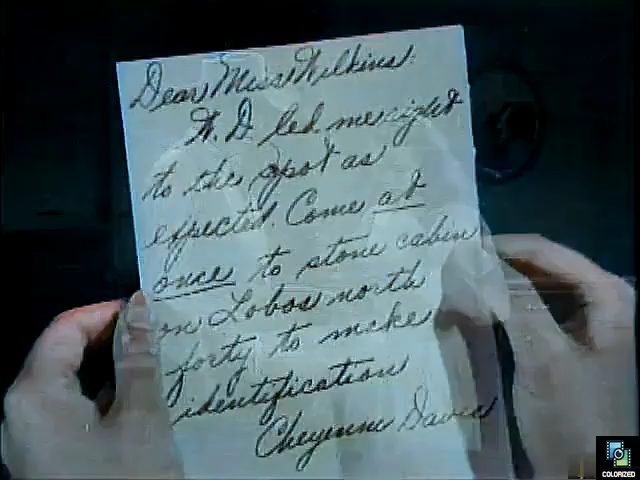 Dear Miss Wilkins:
W. D. led me right
to the spot as
expected. Come at
once to stone cabin
on Lobos north
forty to make
identification
Cheyenne Davis
COLORIZED